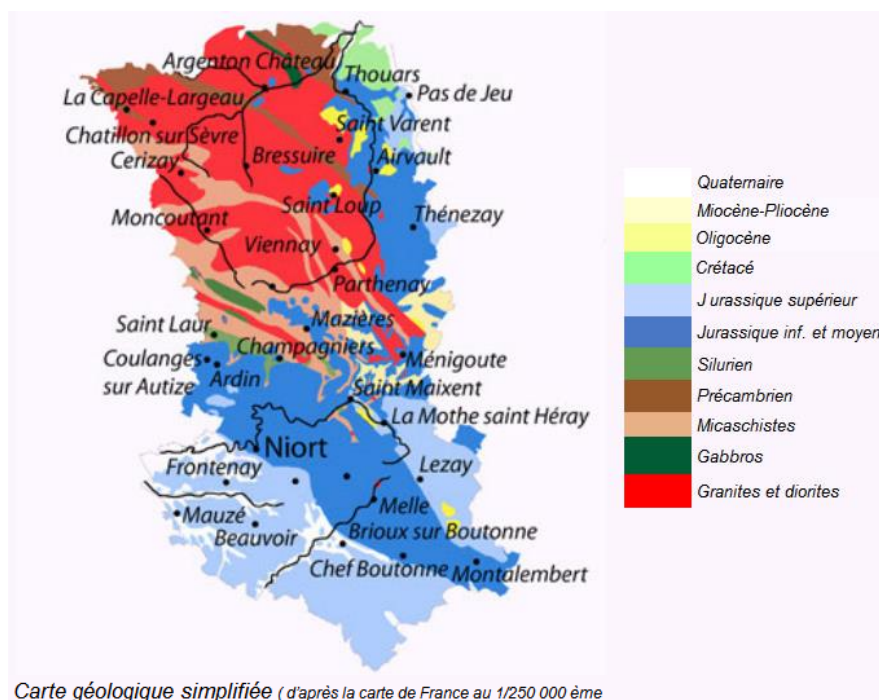 Argenton Château
Thouars
Pas de Jeu
La Capelle-Largeau
Saint Varent
Chatillon sur Sèvre
Bressuire
Airvault
Cerizay
Saint Loup
Thénezay
Moncoutant
Viennay
Parthenay
Mazières
Saint Laur
Champagniers
Ménigoute
Coulanges
sur Autize
Ardin
Saint Maixent
La Mothe saint Héray
Niort
Frontenay
Lezay
Melle
Mauzé
Beauvoir
Brioux sur Boutonne
Chef Boutonne
Montalembert
Quaternaire
Miocène-Pliocène
Oligocène
Crétacé
Jurassique supérieur
Jurassique inf. et moyen
Silurien
Précambrien
Micaschistes
Gabbros
Granites et diorites
Carte géologique simplifiée ( d'après la carte de France au 1/250 000 ème